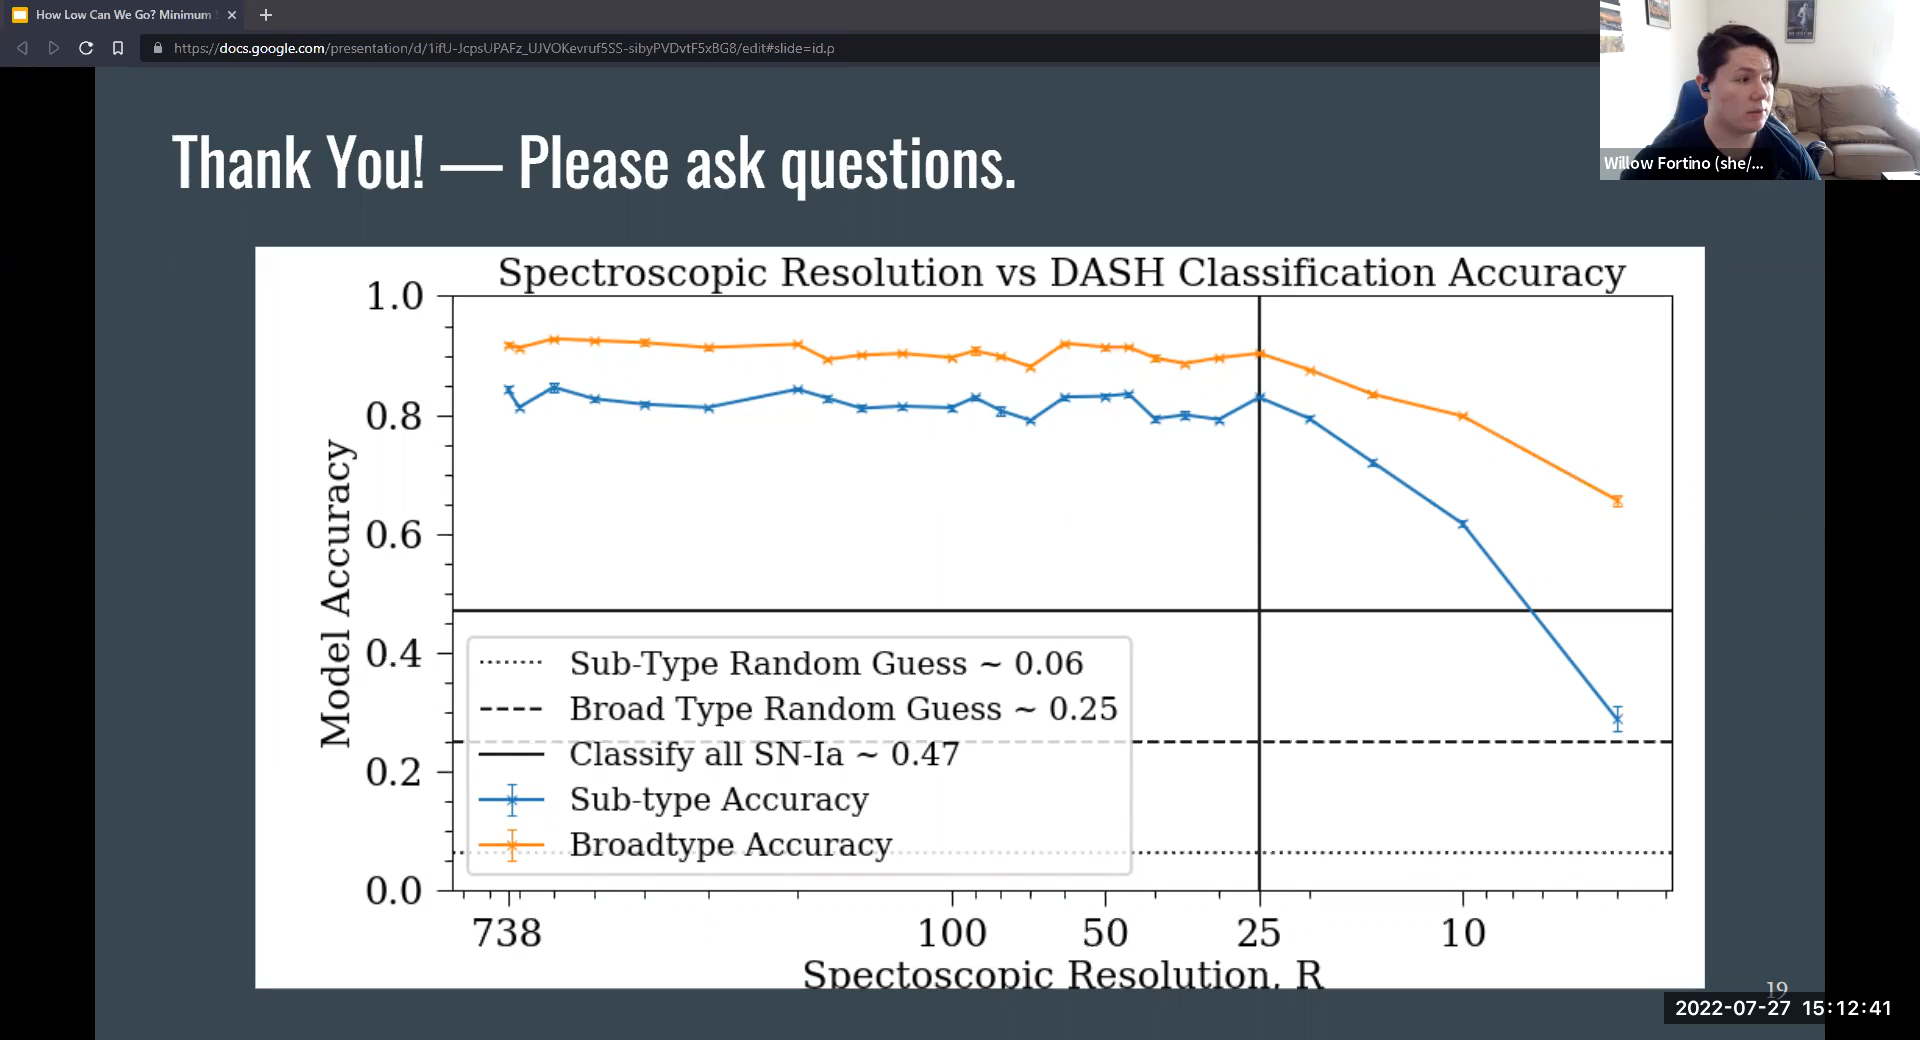 How Low Can We Go? Minimum
https://docs.google.com/presentation/d/1ifU-JcpsUPAFz_UJVOKevruf5SS-sibyPVDvtF5xBG8/edit#slide=id.p
Willow Fortino (she/...
Thank You! — Please ask questions.
Spectroscopic Resolution vs DASH Classification Accuracy
Model Accuracy
1.0
0.8
0.6
0.4
0.2
0.0
Sub-Type Random Guess ~ 0.06
Broad Type Random Guess ~ 0.25
Classify all SN-Ia ~ 0.47
Sub-type Accuracy
Broadtype Accuracy
738 100 50 25 10
Spectoscopic Resolution, R
19
2022-07-27 15:12:41